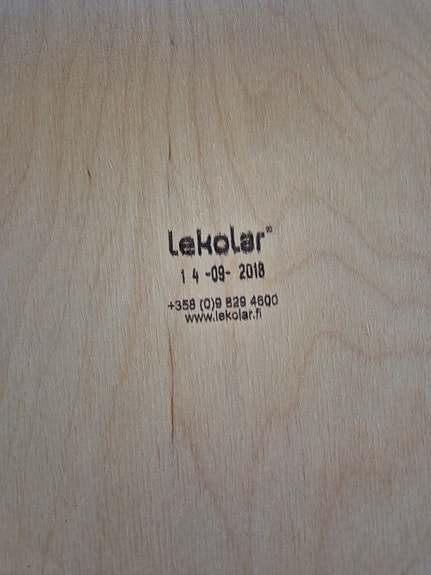 lekolar®
14 -09- 2018
+358 (0)9 829 4600
www.lekolar.fi